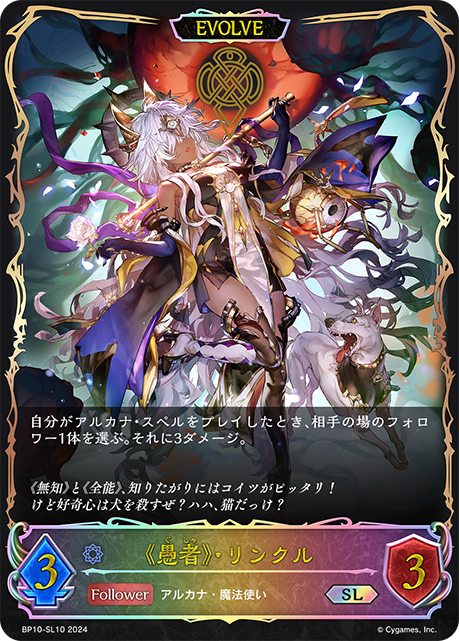 EVOLVE
自分がアルカナ・スペルをプレイしたとき、相手の場のフォロ
ワー1体を選ぶ。それに3ダメージ。
《無知》と《全能》、知りたがりにはコイツがピッタリ！
けど好奇心は犬を殺すぜ？ハハ、猫だっけ？
ぐしゃ
《愚者》・リンクル
3
Follower アルカナ・魔法使い SL
3
BP10-SL10 2024 © Cygames, Inc.